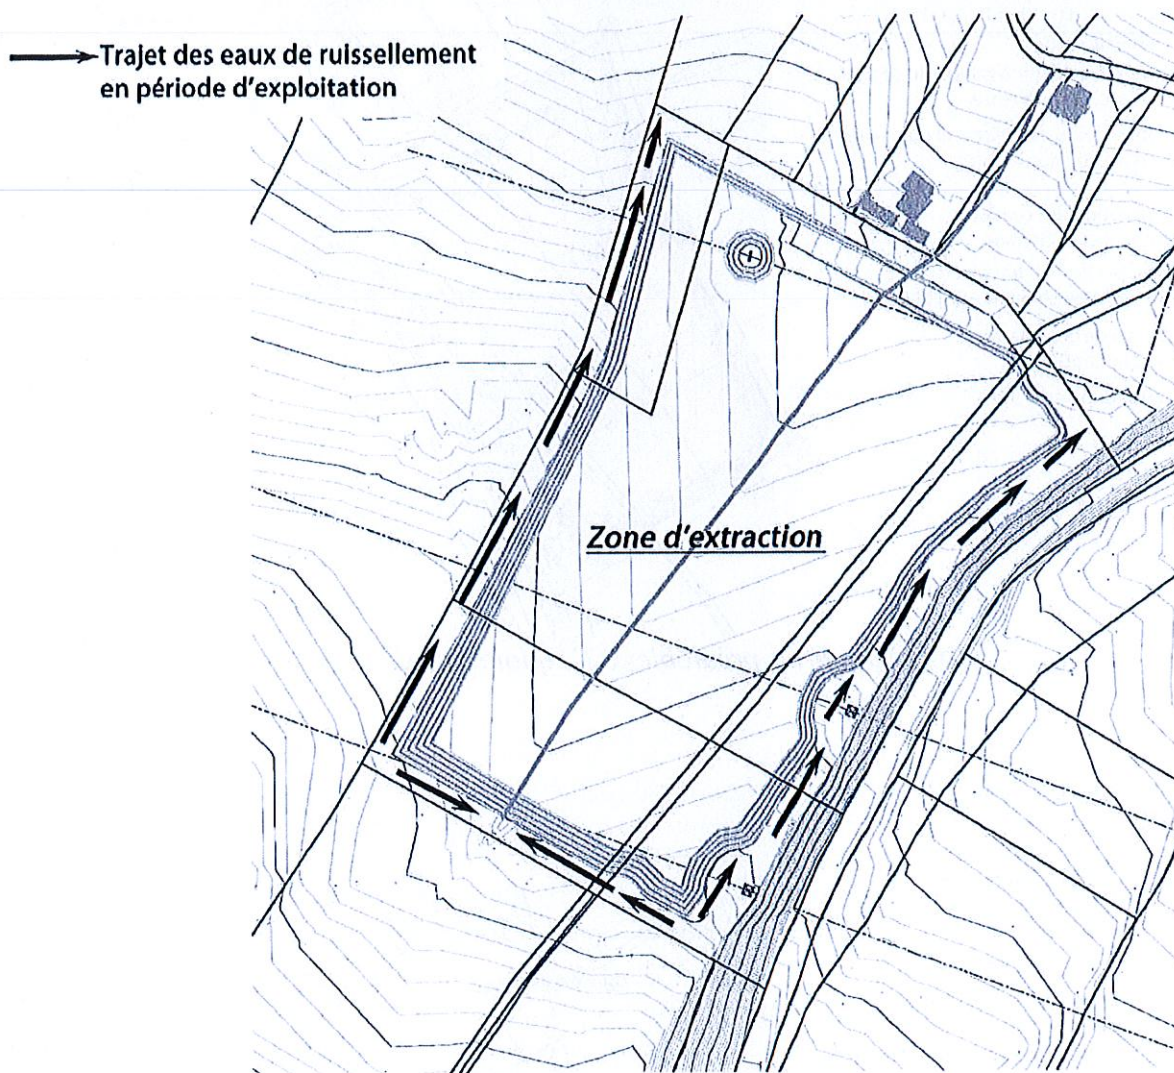 Trajet des eaux de ruissellement
en période d'exploitation
Zone d'extraction